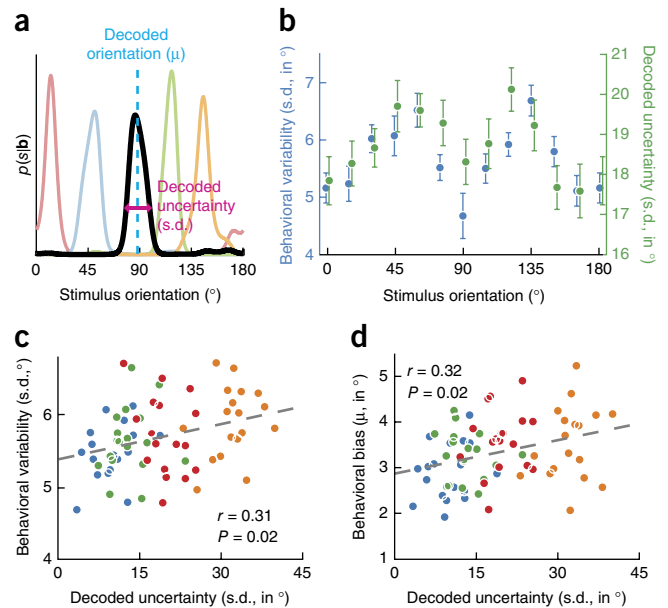 a
Decoded
orientation (μ)
p(s|b)
Decoded
uncertainty
(s.d.)
0 45 90 135 180
Stimulus orientation (°)
b
Behavioral variability (s.d., in °)
7
6
5
4
Decoded uncertainty (s.d., in °)
21
20
19
18
17
16
0 45 90 135 180
Stimulus orientation (°)
c
Behavioral variability (s.d.,°)
6
5
4
r = 0.31
P = 0.02
0 15 30 45
Decoded uncertainty (s.d., in °)
d
Behavioral bias (μ, in °)
5
4
3
2
1
r = 0.32
P = 0.02
0 15 30 45
Decoded uncertainty (s.d., in °)